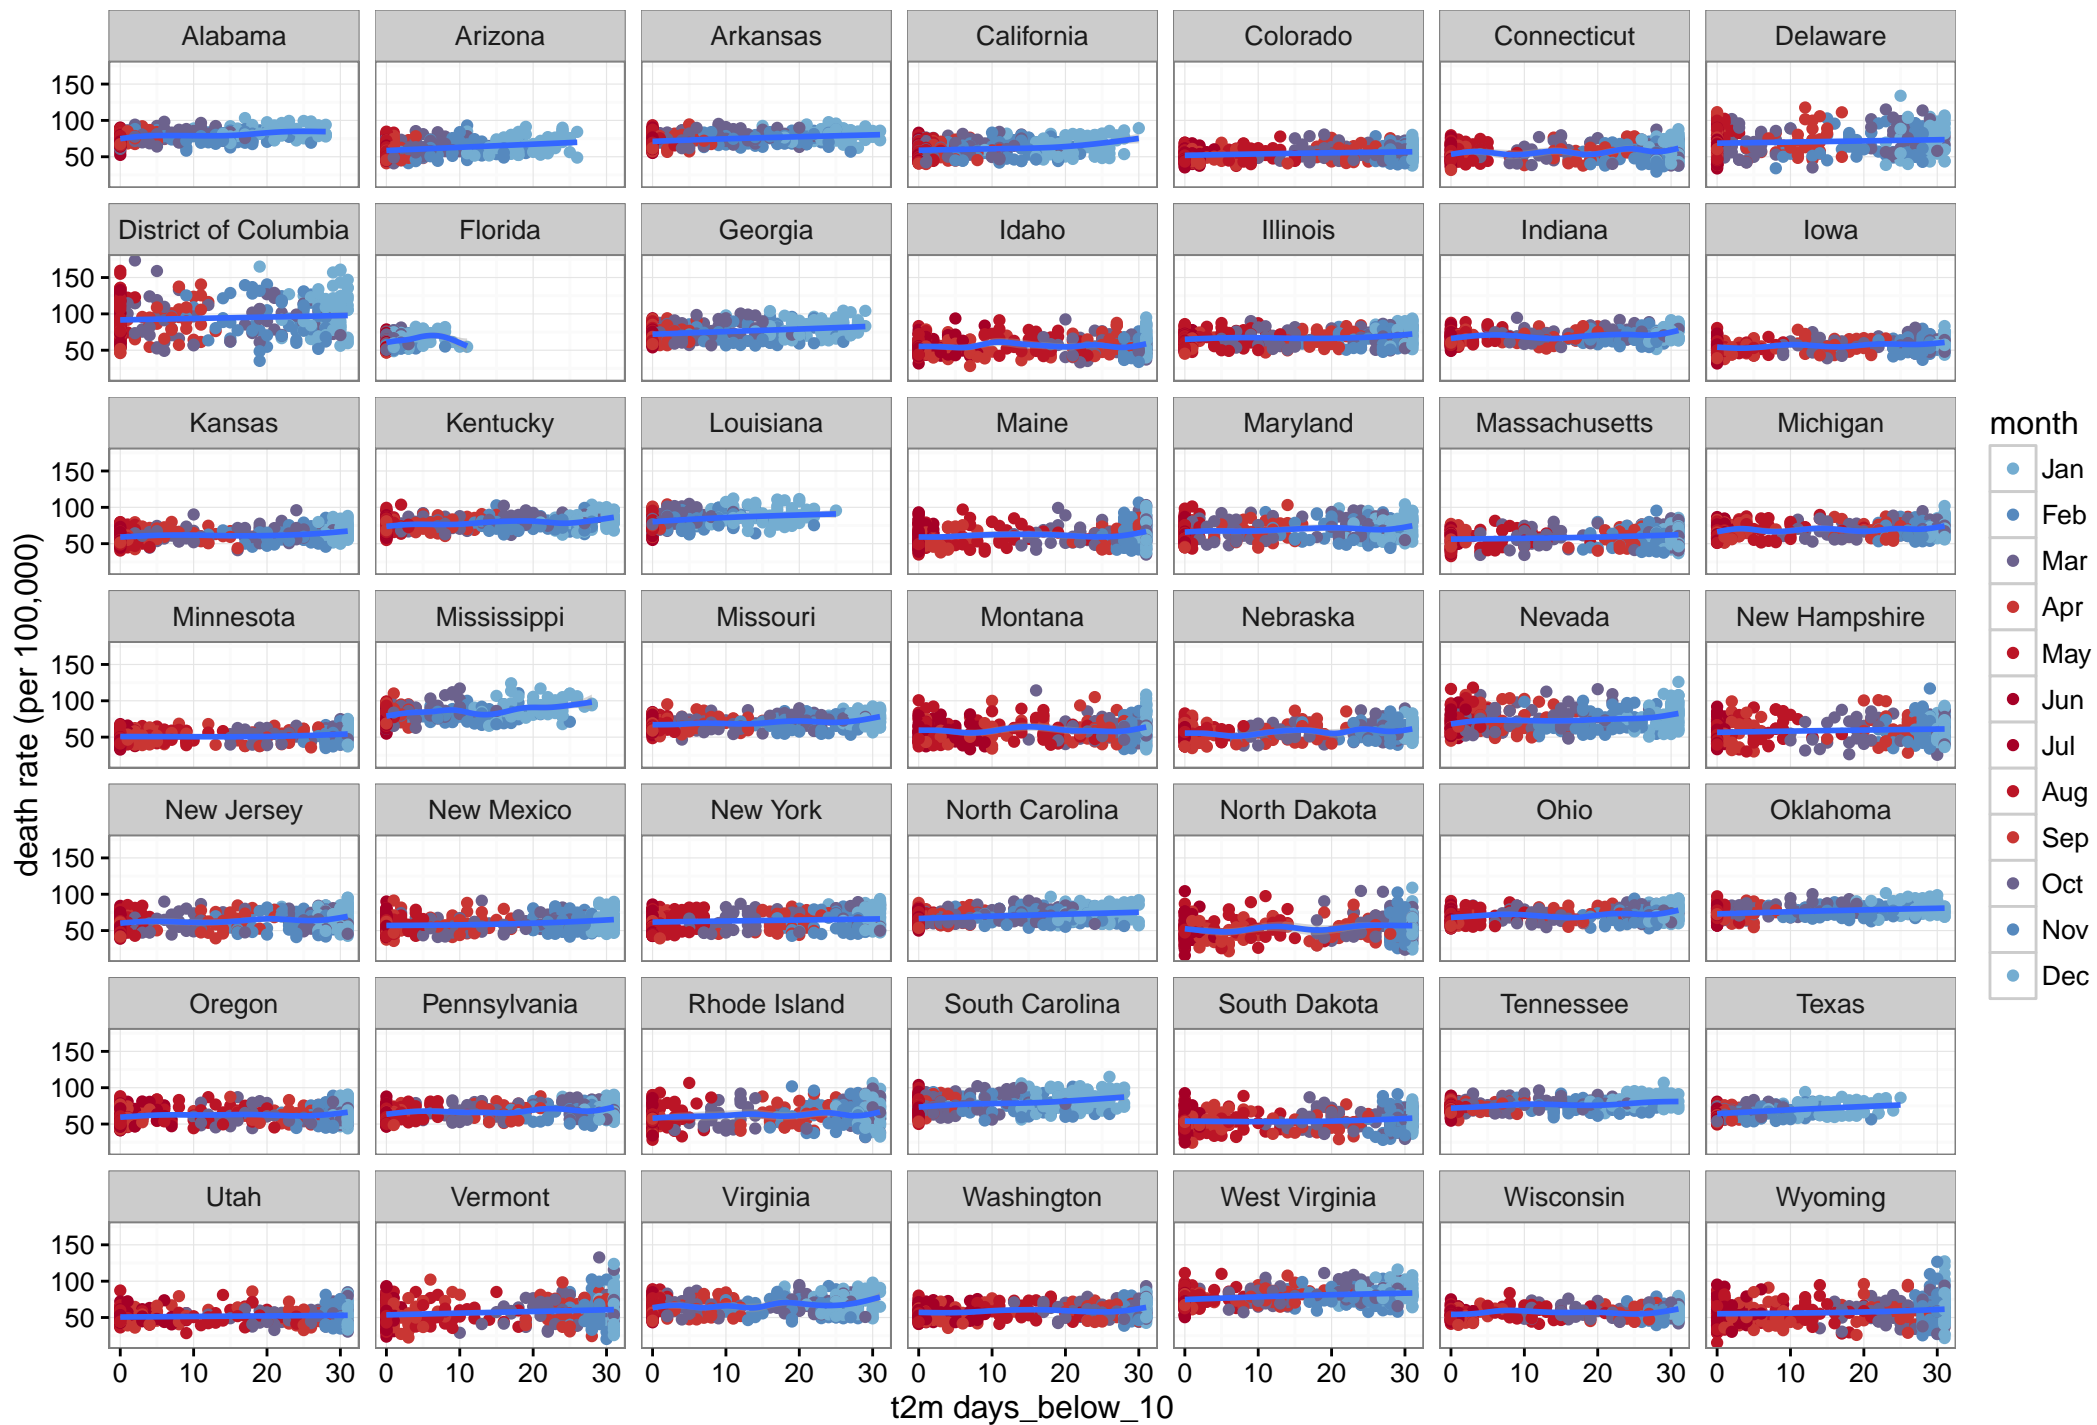 Alabama Arizona Arkansas California Colorado Connecticut Delaware
150
100
50
District of Columbia Florida Georgia Idaho Illinois Indiana Iowa
150
100
50
Kansas Kentucky Louisiana Maine Maryland Massachusetts Michigan
150
100
50
Minnesota Mississippi Missouri Montana Nebraska Nevada New Hampshire
150
100
50
New Jersey New Mexico New York North Carolina North Dakota Ohio Oklahoma
150
100
50
Oregon Pennsylvania Rhode Island South Carolina South Dakota Tennessee Texas
150
100
50
Utah Vermont Virginia Washington West Virginia Wisconsin Wyoming
150
100
50
0 10 20 30 0 10 20 30 0 10 20 30 0 10 20 30 0 10 20 30 0 10 20 30 0 10 20 30
t2m days_below_10
death rate (per 100,000)
month
Jan
Feb
Mar
Apr
May
Jun
Jul
Aug
Sep
Oct
Nov
Dec